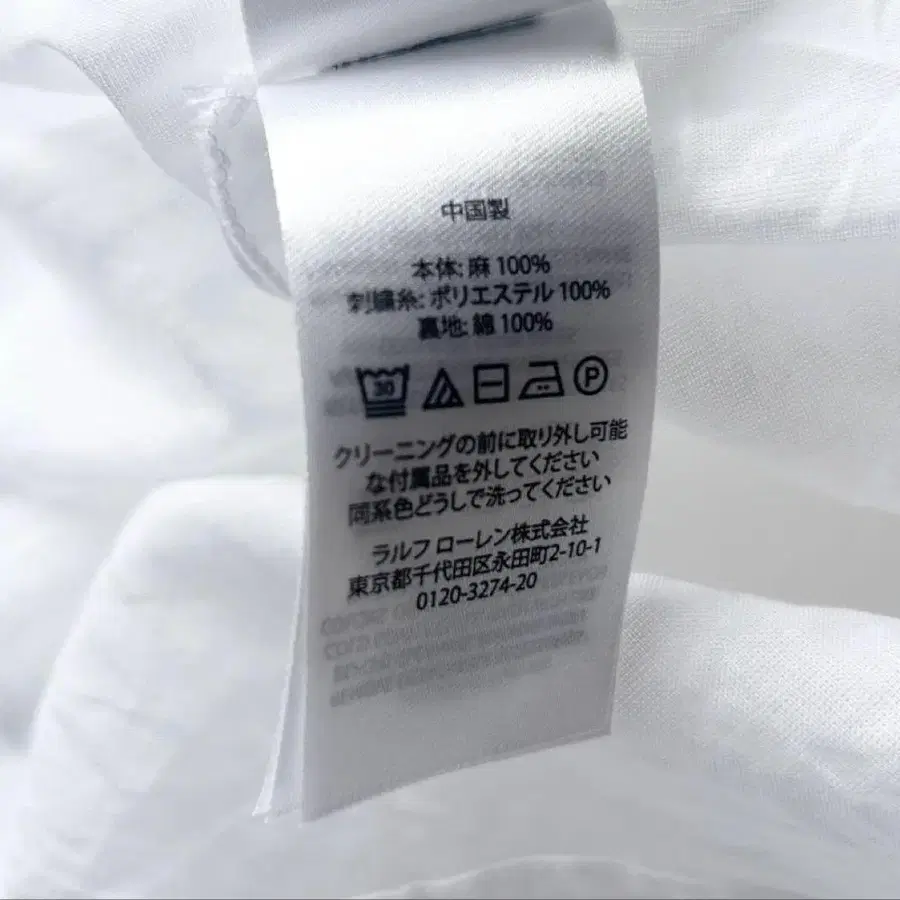 中国製
本体: 麻 100%
刺繍糸: ポリエステル 100%
裏地: 綿 100%
30
P
クリーニングの前に取り外し可能
な付属品を外してください
同系色どうしで洗ってください
ラルフ ローレン株式会社
東京都千代田区永田町2-10-1
0120-3274-20